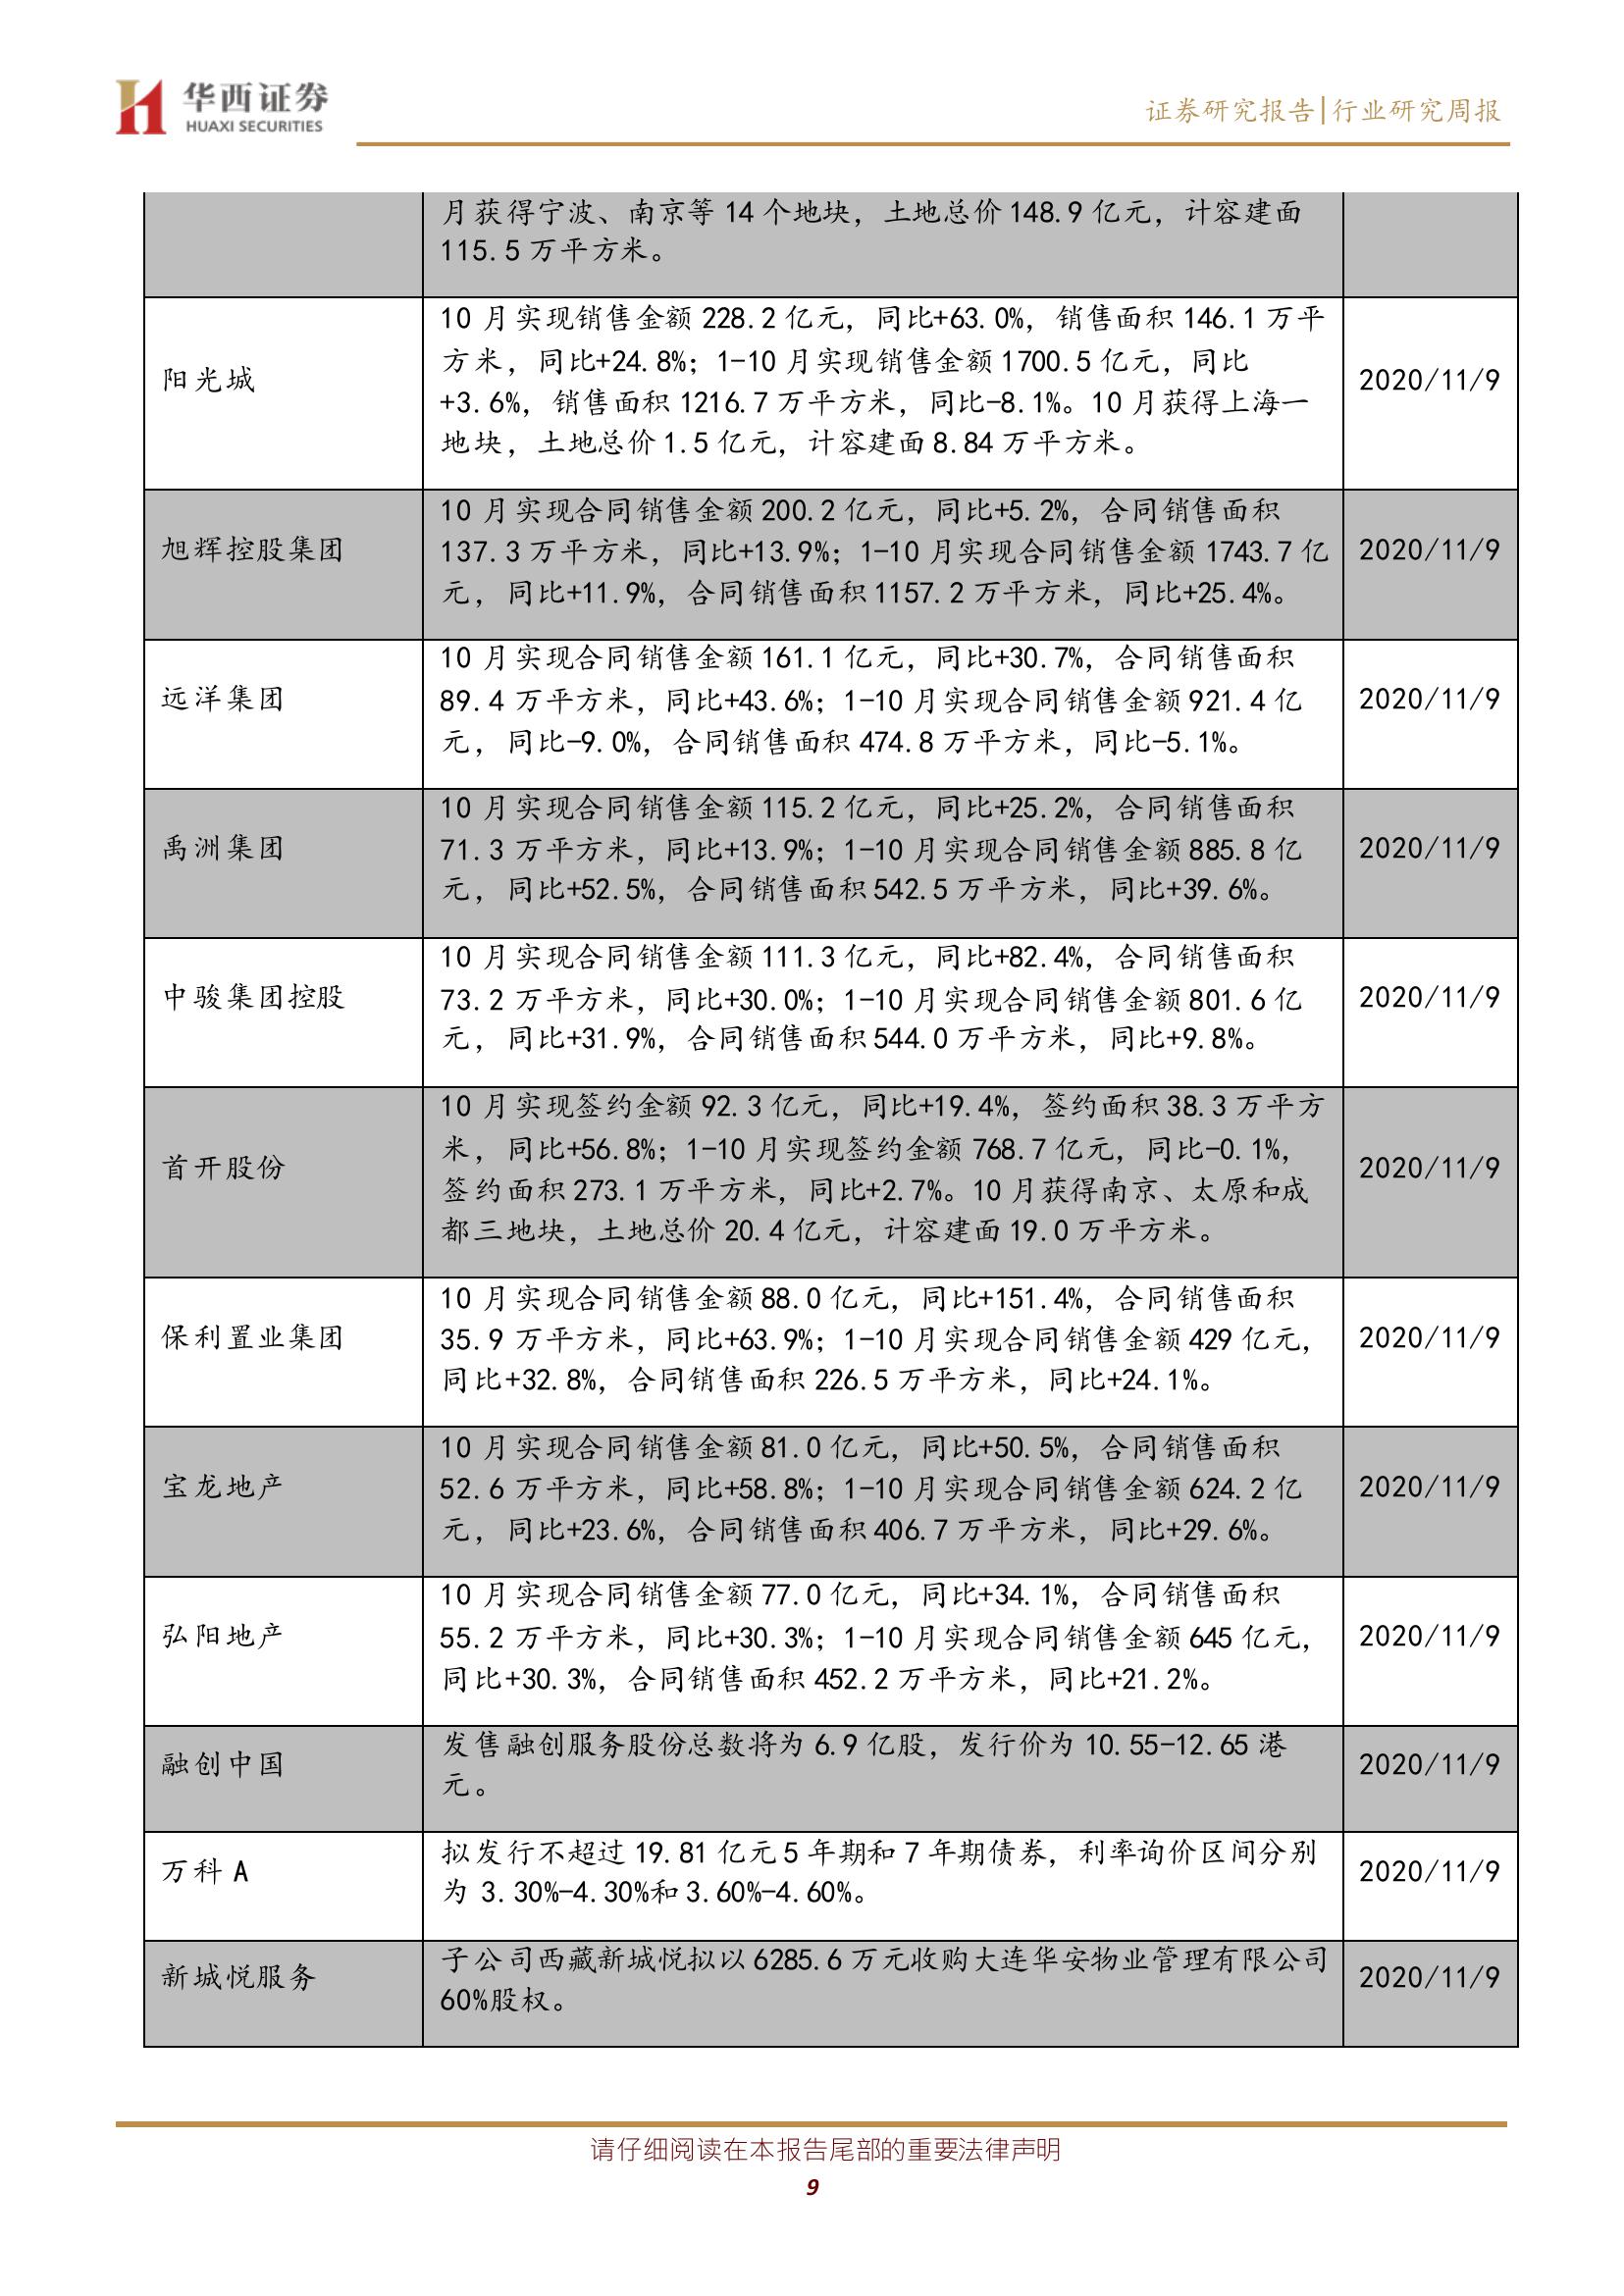 华西证券
HUAXI SECURITIES
证券研究报告|行业研究周报
月获得宁波、南京等 14 个地块，土地总价 148.9 亿元，计容建面
115.5 万平方米。
阳光城
10 月实现销售金额 228.2 亿元，同比+63.0%，销售面积 146.1 万平
方米，同比+24.8%；1-10 月实现销售金额 1700.5 亿元，同比
+3.6%，销售面积 1216.7 万平方米，同比-8.1%。10 月获得上海一
地块，土地总价 1.5 亿元，计容建面 8.84 万平方米。
2020/11/9
旭辉控股集团
10 月实现合同销售金额 200.2 亿元，同比+5.2%，合同销售面积
137.3 万平方米，同比+13.9%；1-10 月实现合同销售金额 1743.7 亿
元，同比+11.9%，合同销售面积 1157.2 万平方米，同比+25.4%。
2020/11/9
远洋集团
10 月实现合同销售金额 161.1 亿元，同比+30.7%，合同销售面积
89.4 万平方米，同比+43.6%；1-10 月实现合同销售金额 921.4 亿
元，同比-9.0%，合同销售面积 474.8 万平方米，同比-5.1%。
2020/11/9
禹洲集团
10 月实现合同销售金额 115.2 亿元，同比+25.2%，合同销售面积
71.3 万平方米，同比+13.9%；1-10 月实现合同销售金额 885.8 亿
元，同比+52.5%，合同销售面积 542.5 万平方米，同比+39.6%。
2020/11/9
中骏集团控股
10 月实现合同销售金额 111.3 亿元，同比+82.4%，合同销售面积
73.2 万平方米，同比+30.0%；1-10 月实现合同销售金额 801.6 亿
元，同比+31.9%，合同销售面积 544.0 万平方米，同比+9.8%。
2020/11/9
首开股份
10 月实现签约金额 92.3 亿元，同比+19.4%，签约面积 38.3 万平方
米，同比+56.8%；1-10 月实现签约金额 768.7 亿元，同比-0.1%，
签约面积 273.1 万平方米，同比+2.7%。10 月获得南京、太原和成
都三地块，土地总价 20.4 亿元，计容建面 19.0 万平方米。
2020/11/9
保利置业集团
10 月实现合同销售金额 88.0 亿元，同比+151.4%，合同销售面积
35.9 万平方米，同比+63.9%；1-10 月实现合同销售金额 429 亿元，
同比+32.8%，合同销售面积 226.5 万平方米，同比+24.1%。
2020/11/9
宝龙地产
10 月实现合同销售金额 81.0 亿元，同比+50.5%，合同销售面积
52.6 万平方米，同比+58.8%；1-10 月实现合同销售金额 624.2 亿
元，同比+23.6%，合同销售面积 406.7 万平方米，同比+29.6%。
2020/11/9
弘阳地产
10 月实现合同销售金额 77.0 亿元，同比+34.1%，合同销售面积
55.2 万平方米，同比+30.3%；1-10 月实现合同销售金额 645 亿元，
同比+30.3%，合同销售面积 452.2 万平方米，同比+21.2%。
2020/11/9
融创中国
发售融创服务股份总数将为 6.9 亿股，发行价为 10.55-12.65 港
元。
2020/11/9
万科 A
拟发行不超过 19.81 亿元 5 年期和 7 年期债券，利率询价区间分别
为 3.30%-4.30%和 3.60%-4.60%。
2020/11/9
新城悦服务
子公司西藏新城悦拟以 6285.6 万元收购大连华安物业管理有限公司
60%股权。
2020/11/9
请仔细阅读在本报告尾部的重要法律声明
9